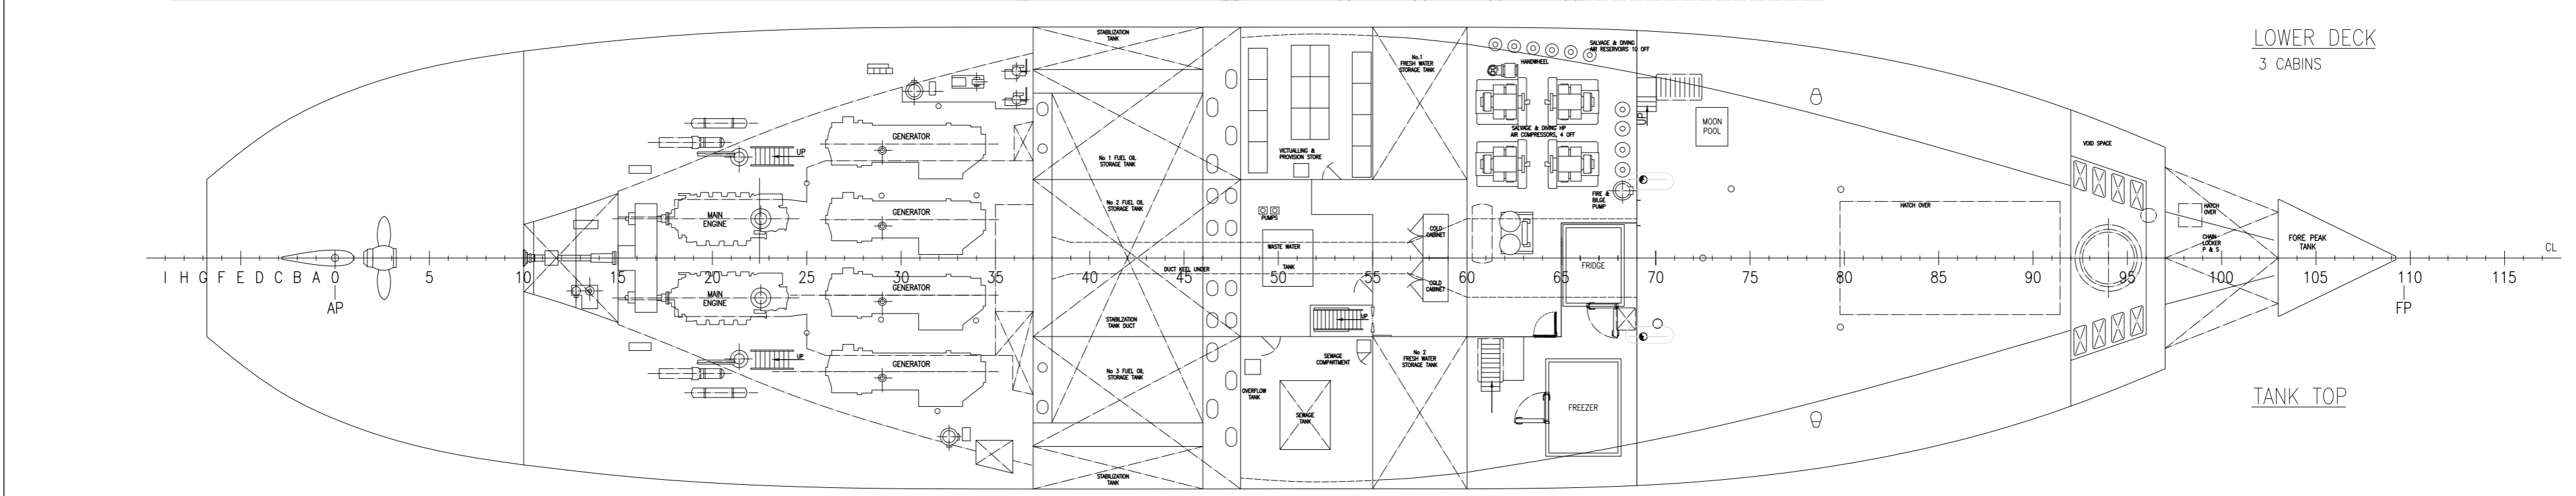 LOWER DECK
3 CABINS
STABILIZATION
TANK
SALVAGE & DIVING
AIR RESERVOIRS 10 OFF
No.1
FRESH WATER
STORAGE TANK
HANDWHEEL
MOON
POOL
UP
GENERATOR
SALVAGE & DIVING HP
AIR COMPRESSORS, 4 OFF
VOID SPACE
UP
No 1 FUEL OIL
STORAGE TANK
VICTUALLING &
PROVISION STORE
FIRE &
BILGE
PUMP
No 2 FUEL OIL
STORAGE TANK
MAIN
ENGINE
GENERATOR
PUMPS
HATCH OVER
HATCH
OVER
COLD
CABINET
WASTE WATER
TANK
CHAIN
LOCKER
P & S
FORE PEAK
TANK
CL
DUCT KEEL UNDER
FRIDGE
I H G F E D C B A 0 5 10 15 20 25 30 35 40 45 50 55 60 65 70 75 80 85 90 95 100 105 110 115
AP
FP
COLD
CABINET
MAIN
ENGINE
GENERATOR
STABILZATION
TANK DUCT
UP
UP
GENERATOR
SEWAGE
COMPARTMENT
No 2
FRESH WATER
STORAGE TANK
No 3 FUEL OIL
STORAGE TANK
OVERFLOW
TANK
SEWAGE
TANK
FREEZER
TANK TOP
STABILIZATION
TANK